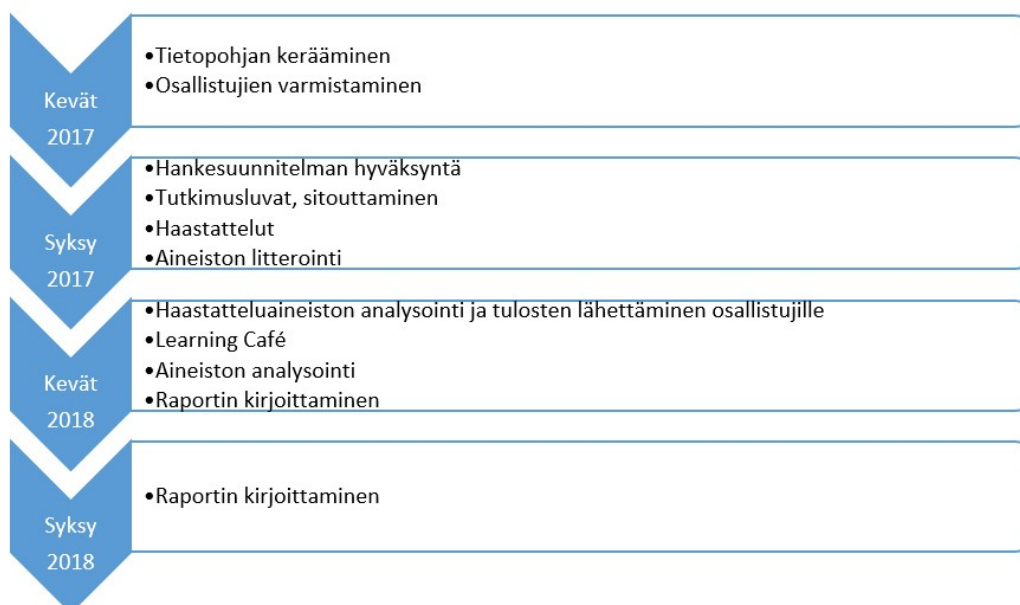 Kevät
2017
•Tietopohjan kerääminen
•Osallistujien varmistaminen
Syksy
2017
•Hankesuunnitelman hyväksyntä
•Tutkimusluvat, sitouttaminen
•Haastattelut
•Aineiston litterointi
Kevät
2018
•Haastatteluaineiston analysointi ja tulosten lähettäminen osallistujille
•Learning Café
•Aineiston analysointi
•Raportin kirjoittaminen
Syksy
2018
•Raportin kirjoittaminen